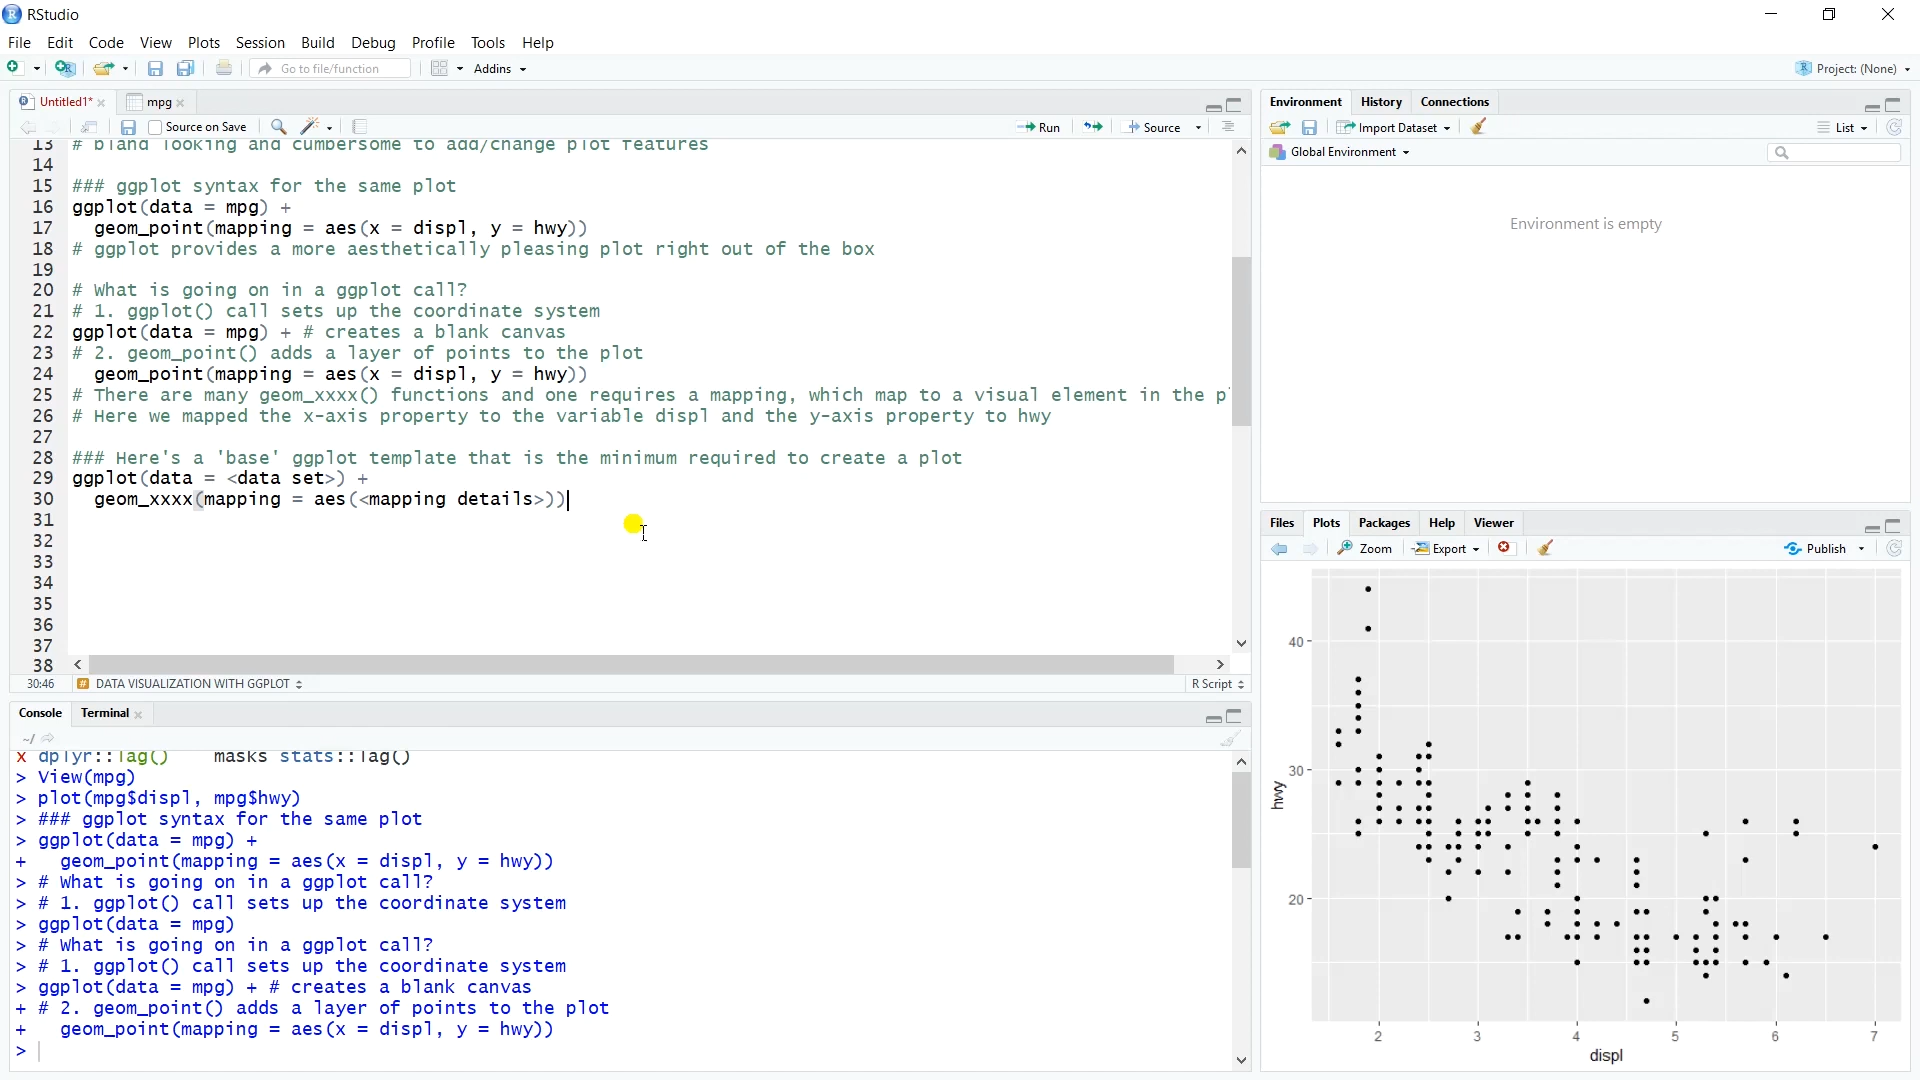 RStudio
File Edit Code View Plots Session Build Debug Profile Tools Help
Go to file/function Addins Project: (None)
Untitled1* mpg
Source on Save Run Source
13 # bland looking and cumbersome to add/change plot features
14
15 ### ggplot syntax for the same plot
16 ggplot(data = mpg) +
17 geom_point(mapping = aes(x = displ, y = hwy))
18 # ggplot provides a more aesthetically pleasing plot right out of the box
19
20 # What is going on in a ggplot call?
21 # 1. ggplot() call sets up the coordinate system
22 ggplot(data = mpg) + # creates a blank canvas
23 # 2. geom_point() adds a layer of points to the plot
24 geom_point(mapping = aes(x = displ, y = hwy))
25 # There are many geom_xxxx() functions and one requires a mapping, which map to a visual element in the p
26 # Here we mapped the x-axis property to the variable displ and the y-axis property to hwy
27
28 ### Here's a 'base' ggplot template that is the minimum required to create a plot
29 ggplot(data = <data set>) +
30 geom_xxxx(mapping = aes(<mapping details>))
31
32
33
34
35
36
37
38
30:46 # DATA VISUALIZATION WITH GGPLOT R Script
Console Terminal
~/
x dplyr::lag() masks stats::lag()
> View(mpg)
> plot(mpg$displ, mpg$hwy)
> ### ggplot syntax for the same plot
> ggplot(data = mpg) +
+ geom_point(mapping = aes(x = displ, y = hwy))
> # What is going on in a ggplot call?
> # 1. ggplot() call sets up the coordinate system
> ggplot(data = mpg)
> # What is going on in a ggplot call?
> # 1. ggplot() call sets up the coordinate system
> ggplot(data = mpg) + # creates a blank canvas
+ # 2. geom_point() adds a layer of points to the plot
+ geom_point(mapping = aes(x = displ, y = hwy))
>
Environment History Connections
Import Dataset List
Global Environment
Environment is empty
Files Plots Packages Help Viewer
Zoom Export Publish
40
30
20
hwy
2 3 4 5 6 7
displ